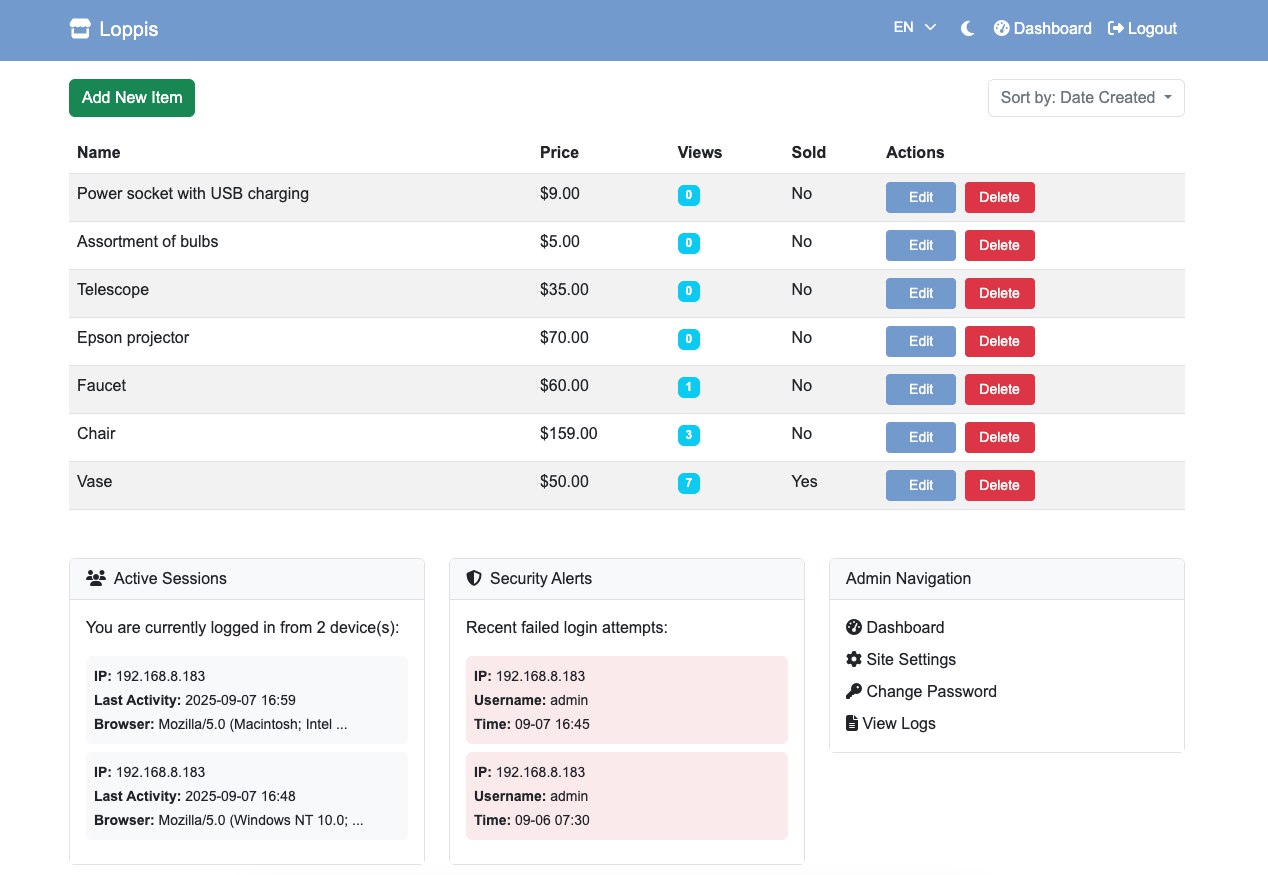 Loppis
EN
Dashboard
Logout
Add New Item
Sort by: Date Created
Name Price Views Sold Actions
Power socket with USB charging $9.00 0 No Edit Delete
Assortment of bulbs $5.00 0 No Edit Delete
Telescope $35.00 0 No Edit Delete
Epson projector $70.00 0 No Edit Delete
Faucet $60.00 1 No Edit Delete
Chair $159.00 3 No Edit Delete
Vase $50.00 7 Yes Edit Delete
Active Sessions
You are currently logged in from 2 device(s):
IP: 192.168.8.183
Last Activity: 2025-09-07 16:59
Browser: Mozilla/5.0 (Macintosh; Intel ...
IP: 192.168.8.183
Last Activity: 2025-09-07 16:48
Browser: Mozilla/5.0 (Windows NT 10.0; ...
Security Alerts
Recent failed login attempts:
IP: 192.168.8.183
Username: admin
Time: 09-07 16:45
IP: 192.168.8.183
Username: admin
Time: 09-06 07:30
Admin Navigation
Dashboard
Site Settings
Change Password
View Logs